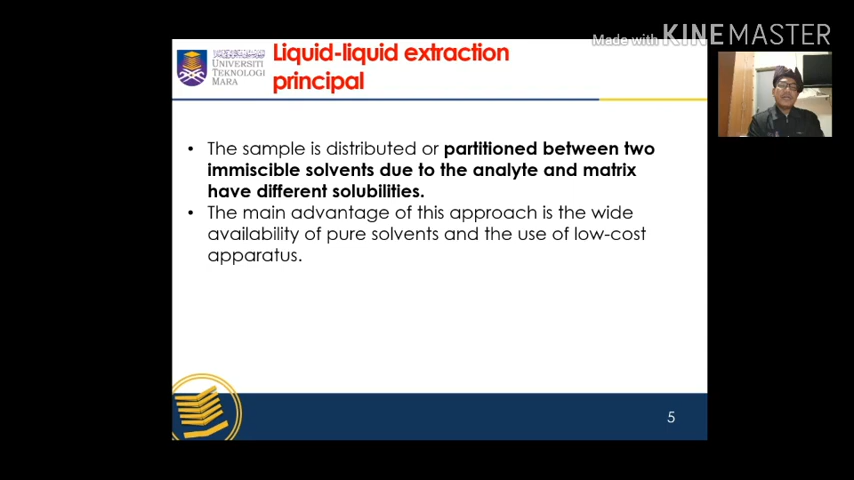 Made with KINEMASTER
Liquid-liquid extraction
principal
UNIVERSITI
TEKNOLOGI
MARA
• The sample is distributed or partitioned between two
immiscible solvents due to the analyte and matrix
have different solubilities.
• The main advantage of this approach is the wide
availability of pure solvents and the use of low-cost
apparatus.
5